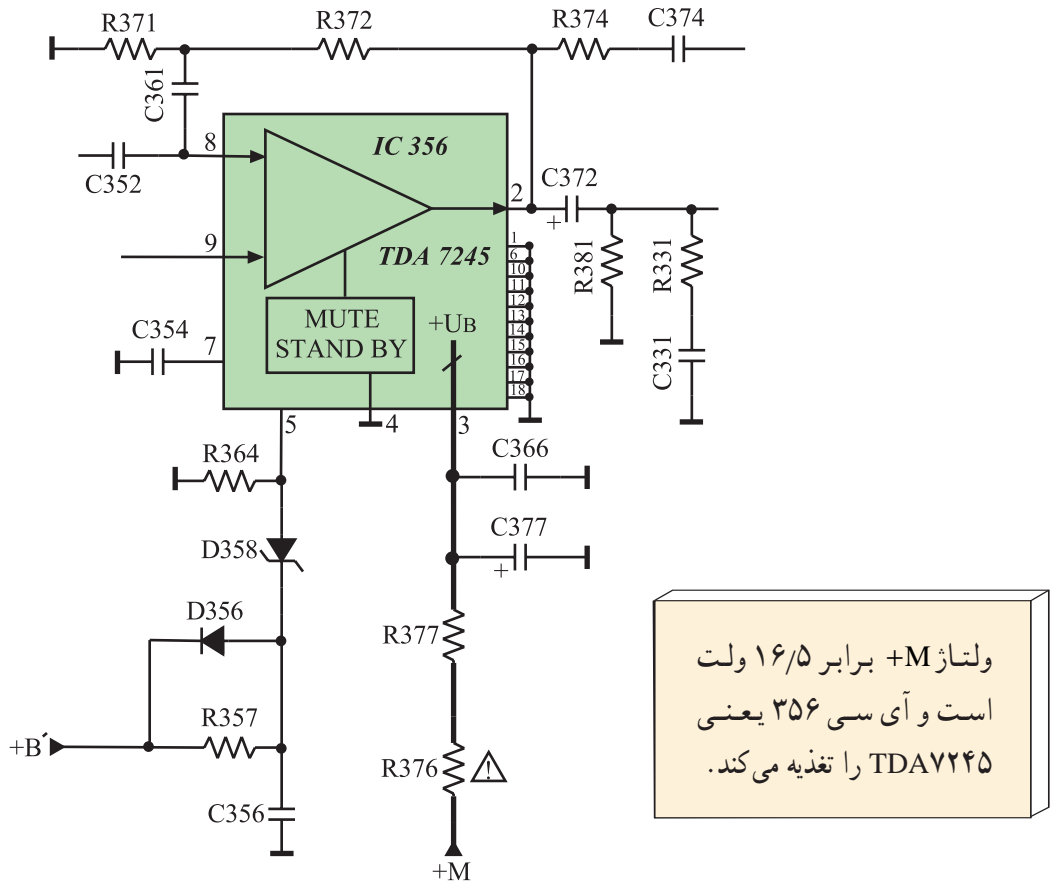 R371
R372
R374
C374
C361
8
IC 356
C352
2
C372
+
9
TDA 7245
1
6
10
11
12
13
14
15
16
17
18
R381
R331
C331
MUTE
STAND BY
+UB
C354
7
5
4
3
R364
C366
D358
C377
+
D356
R377
R357
+B´
R376
!
C356
+M
ولتاژ M+ برابر ۱۶/۵ ولت
است و آی سی ۳۵۶ یعنی
TDA۷۲۴۵ را تغذیه می‌کند.